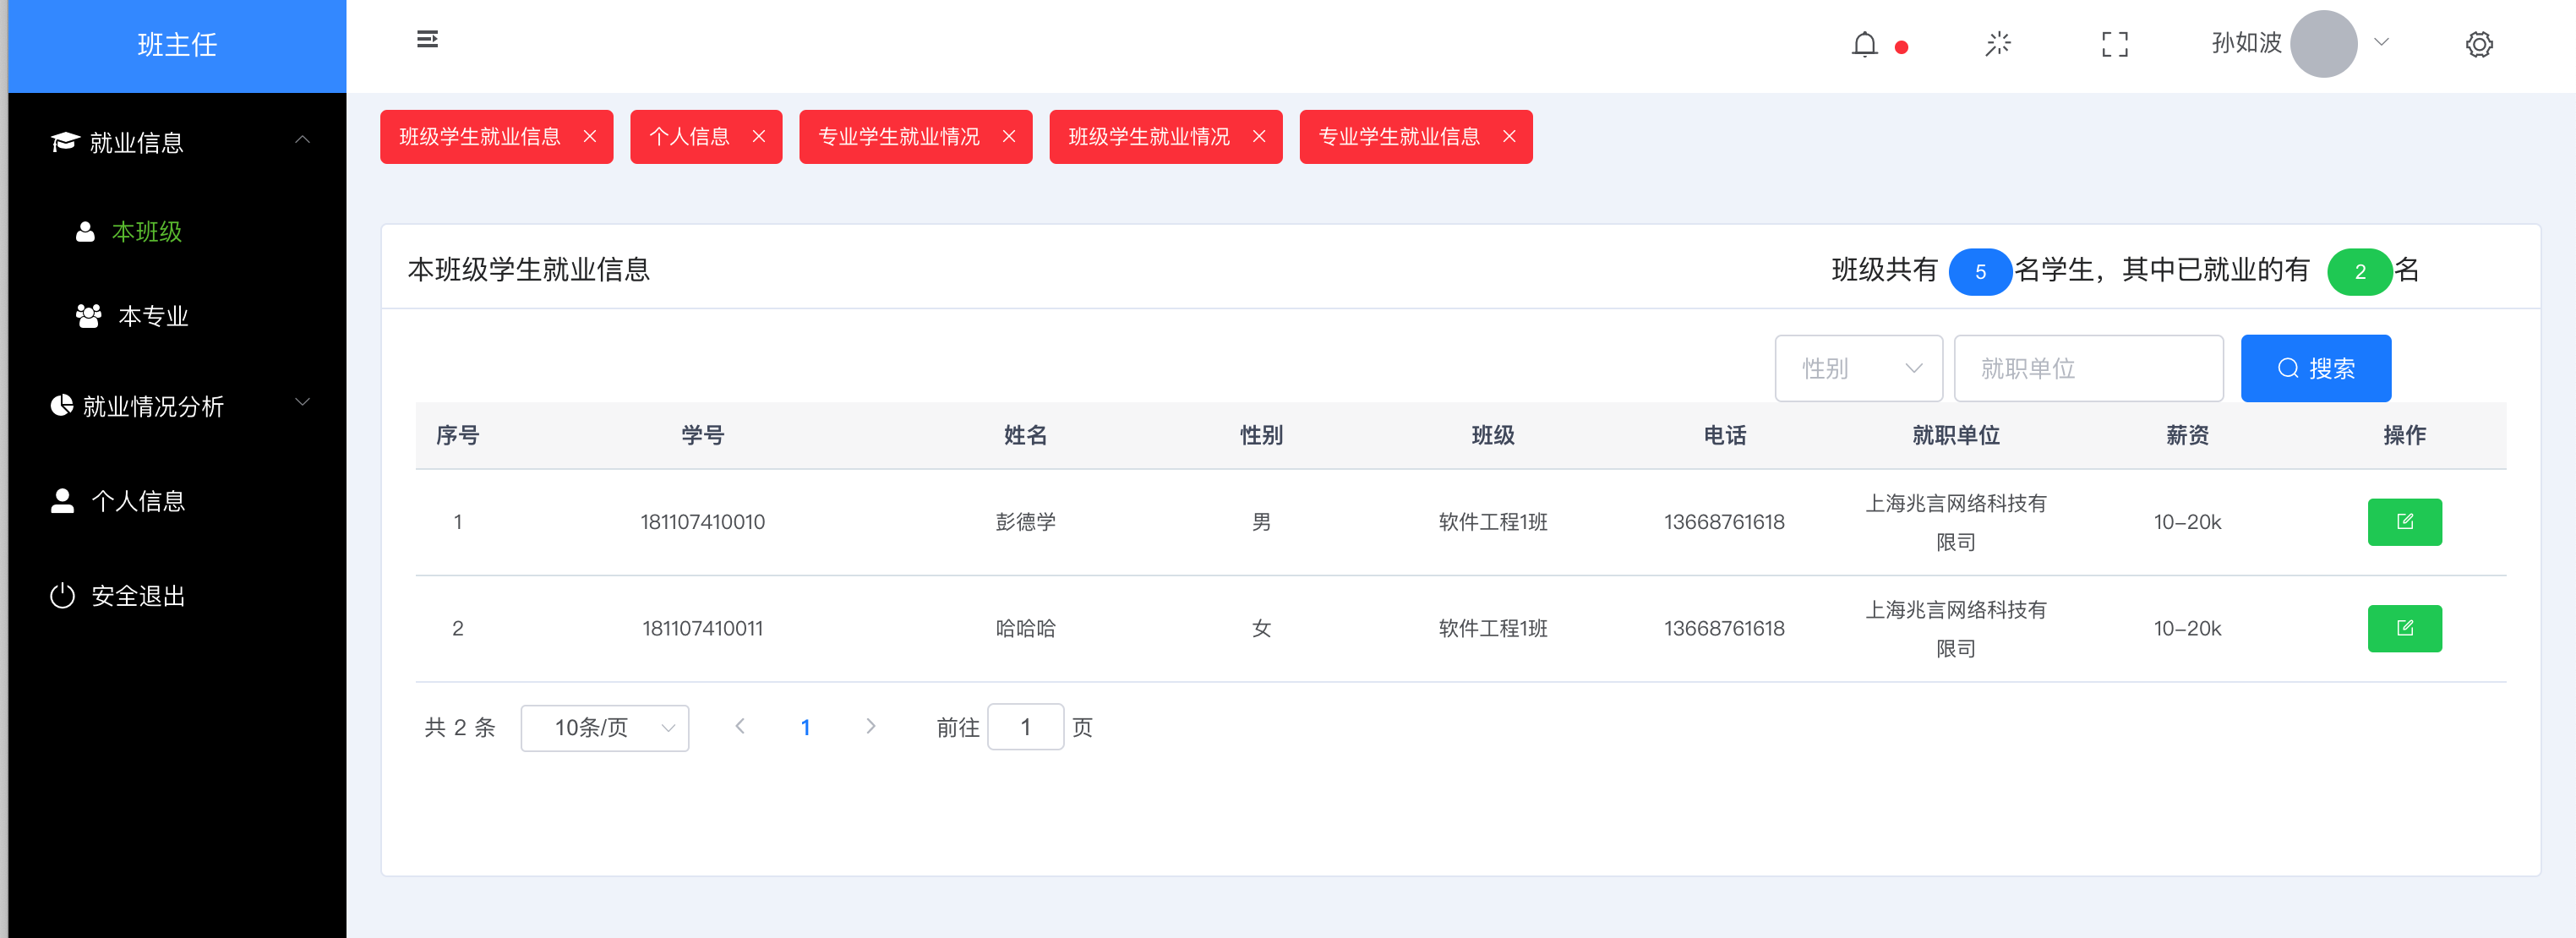 班主任
孙如波
就业信息
本班级
本专业
就业情况分析
个人信息
安全退出
班级学生就业信息
个人信息
专业学生就业情况
班级学生就业情况
专业学生就业信息
本班级学生就业信息
班级共有 5 名学生，其中已就业的有 2 名
性别 就职单位 搜索
序号 学号 姓名 性别 班级 电话 就职单位 薪资 操作
1 181107410010 彭德学 男 软件工程1班 13668761618 上海兆言网络科技有 10-20k
限司
2 181107410011 哈哈哈 女 软件工程1班 13668761618 上海兆言网络科技有 10-20k
限司
共 2 条 10条/页 1 前往 1 页